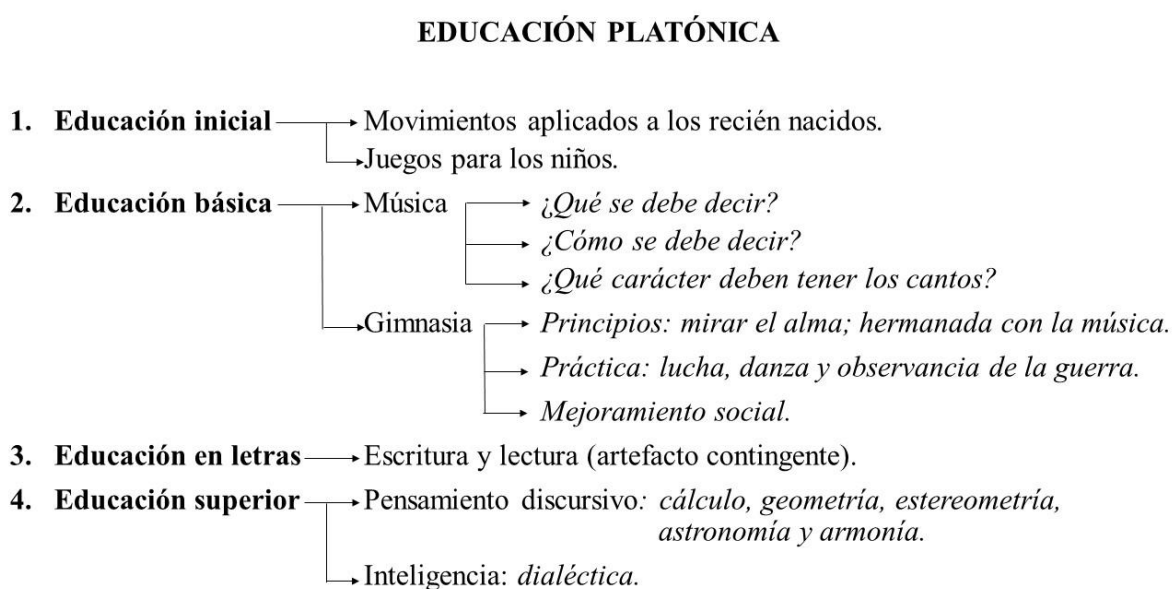 EDUCACIÓN PLATÓNICA
1. Educación inicial Movimientos aplicados a los recién nacidos.
Juegos para los niños.
2. Educación básica Música ¿Qué se debe decir?
¿Cómo se debe decir?
¿Qué carácter deben tener los cantos?
Gimnasia Principios: mirar el alma; hermanada con la música.
Práctica: lucha, danza y observancia de la guerra.
Mejoramiento social.
3. Educación en letras Escritura y lectura (artefacto contingente).
4. Educación superior Pensamiento discursivo: cálculo, geometría, estereometría,
astronomía y armonía.
Inteligencia: dialéctica.